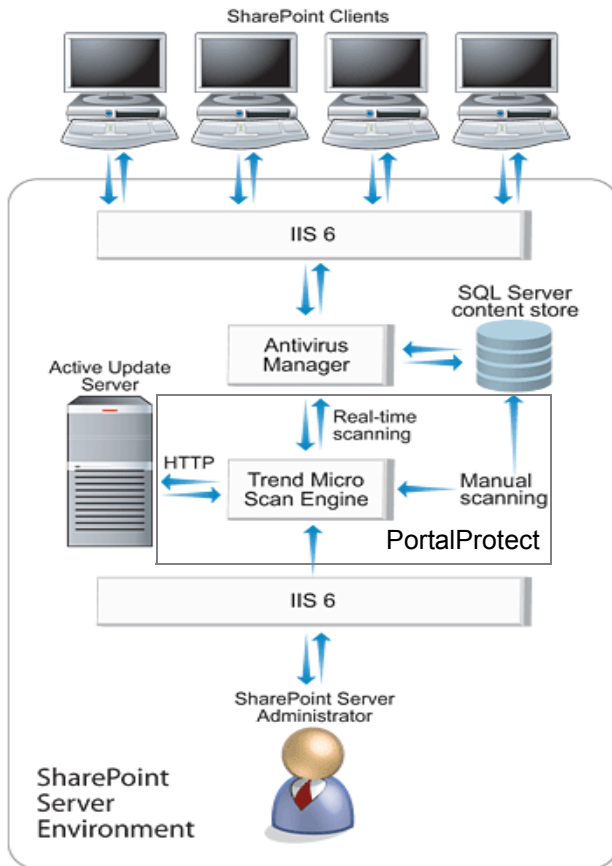 SharePoint Clients
IIS 6
SQL Server
content store
Antivirus
Manager
Active Update
Server
Real-time
scanning
HTTP
Trend Micro
Scan Engine
Manual
scanning
PortalProtect
IIS 6
SharePoint Server
Administrator
SharePoint
Server
Environment